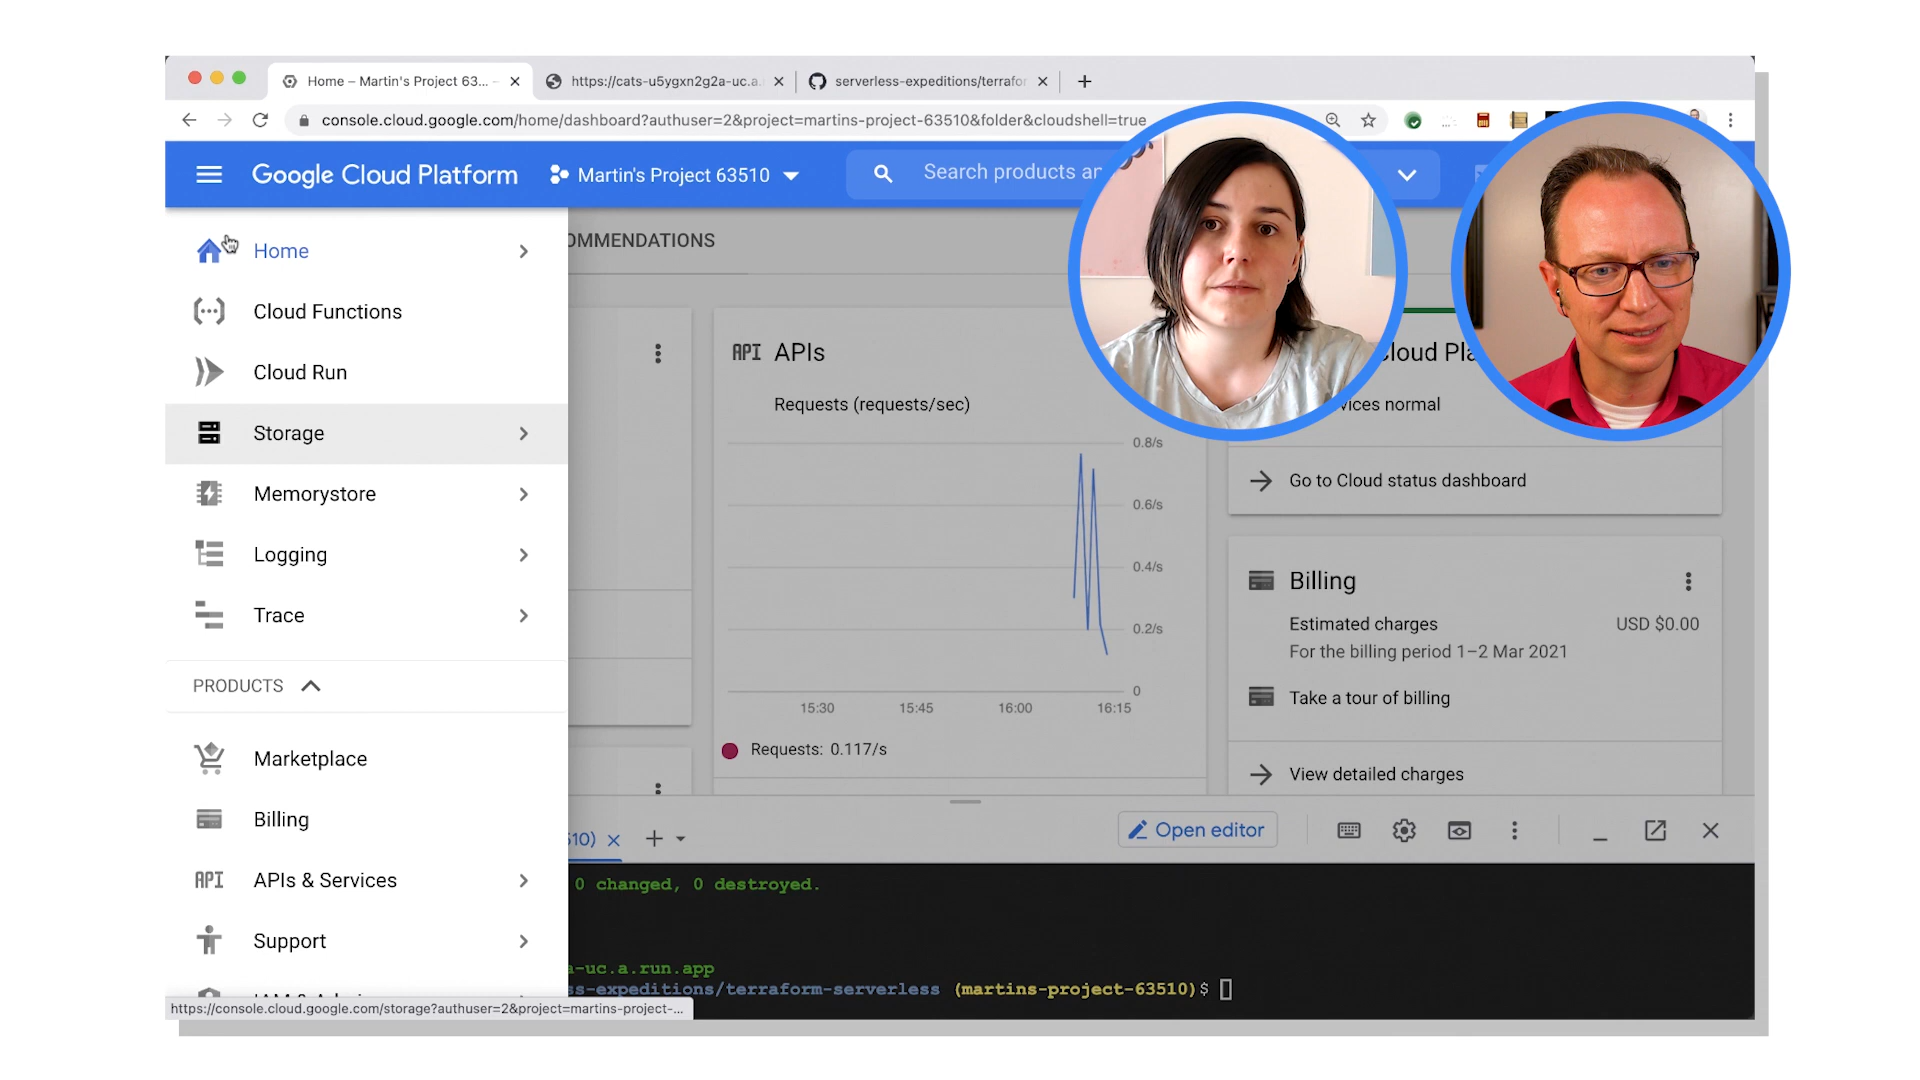 Home – Martin's Project 63... –
https://cats-u5ygxn2g2a-uc.a.
serverless-expeditions/terrafor
console.cloud.google.com/home/dashboard?authuser=2&project=martins-project-63510&folder&cloudshell=true
Google Cloud Platform
Martin's Project 63510
Search products an
Home
Cloud Functions
Cloud Run
Storage
Memorystore
Logging
Trace
PRODUCTS
Marketplace
Billing
API APIs & Services
Support
https://console.cloud.google.com/storage?authuser=2&project=martins-project-...
OMMENDATIONS
API APIs
Requests (requests/sec)
0.8/s
0.6/s
0.4/s
0.2/s
0
15:30 15:45 16:00 16:15
Requests: 0.117/s
Cloud Pla
vices normal
Go to Cloud status dashboard
Billing
Estimated charges USD $0.00
For the billing period 1–2 Mar 2021
Take a tour of billing
View detailed charges
510)
Open editor
0 changed, 0 destroyed.
a-uc.a.run.app
ss-expeditions/terraform-serverless (martins-project-63510)$